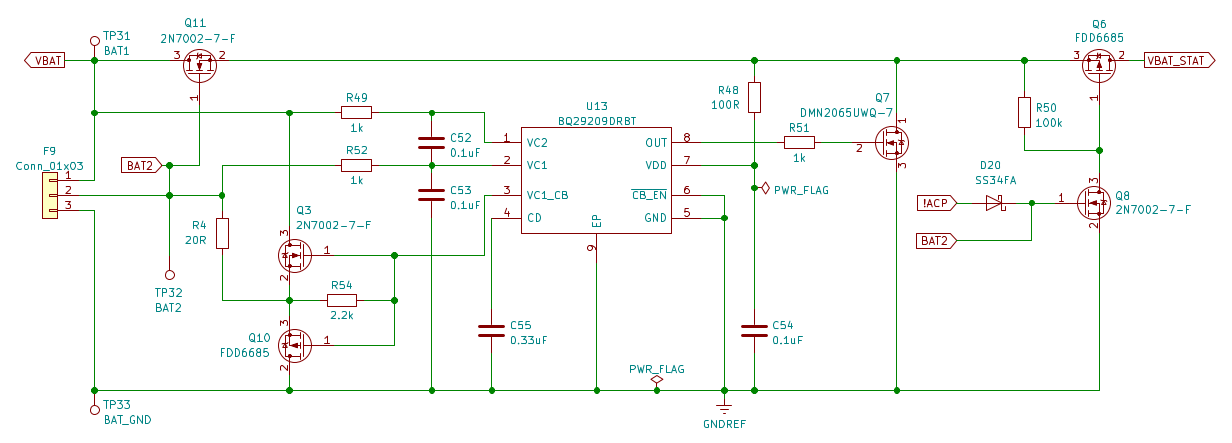 Q11
2N7002-7-F
TP31
BAT1
VBAT
3
2
1
Q6
FDD6685
3
2
1
VBAT_STAT
R49
1k
U13
BQ29209DRBT
R48
100R
Q7
DMN2065UWQ-7
1
2
3
R50
100k
F9
Conn_01x03
1
2
3
BAT2
R52
1k
C52
0.1uF
C53
0.1uF
1
VC2
2
VC1
3
VC1_CB
4
CD
OUT
8
VDD
7
CB_EN
6
GND
5
EP
9
R51
1k
PWR_FLAG
D20
SS34FA
!ACP
BAT2
Q8
2N7002-7-F
3
1
2
R4
20R
Q3
2N7002-7-F
3
1
2
TP32
BAT2
R54
2.2k
Q10
FDD6685
3
1
2
C55
0.33uF
C54
0.1uF
PWR_FLAG
TP33
BAT_GND
GNDREF